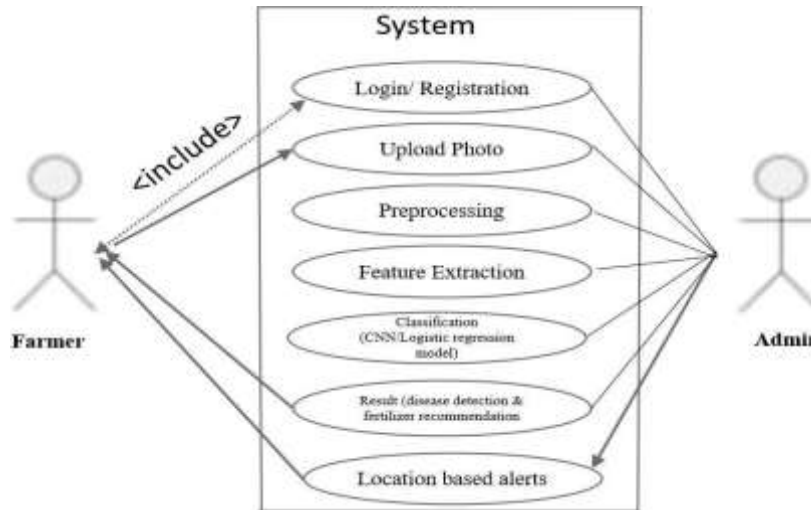 System
Login/ Registration
<include>
Upload Photo
Preprocessing
Feature Extraction
Classification
(CNN/Logistic regression
model)
Farmer
Admin
Result (disease detection &
fertilizer recommendation
Location based alerts